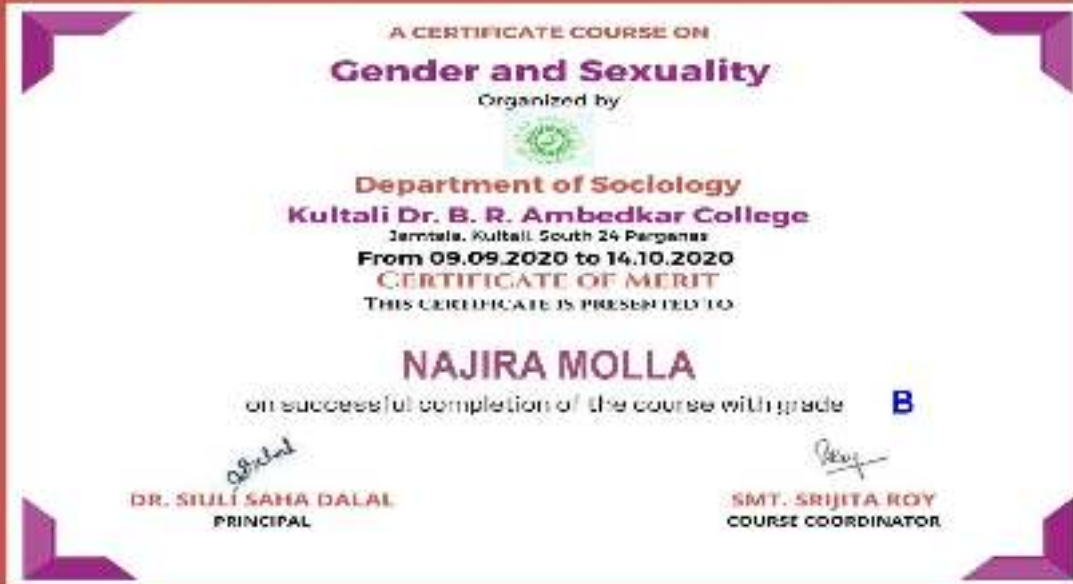 A CERTIFICATE COURSE ON
Gender and Sexuality
Organized by
Department of Sociology
Kultali Dr. B. R. Ambedkar College
Jamtala, Kultali, South 24 Parganas
From 09.09.2020 to 14.10.2020
CERTIFICATE OF MERIT
THIS CERTIFICATE IS PRESENTED TO
NAJIRA MOLLA
on successful completion of the course with grade B
DR. SIULI SAHA DALAL
PRINCIPAL
SMT. SRIJITA ROY
COURSE COORDINATOR